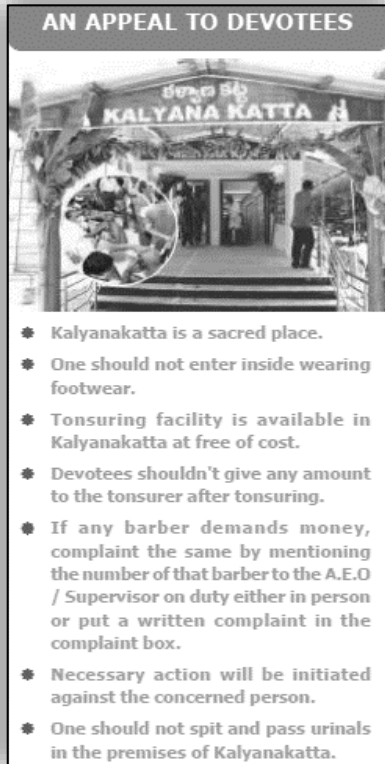 AN APPEAL TO DEVOTEES
KALYANA KATTA
Kalyanakatta is a sacred place.
One should not enter inside wearing
footwear.
Tonsuring facility is available in
Kalyanakatta at free of cost.
Devotees shouldn't give any amount
to the tonsurer after tonsuring.
If any barber demands money,
complaint the same by mentioning
the number of that barber to the A.E.O
/ Supervisor on duty either in person
or put a written complaint in the
complaint box.
Necessary action will be initiated
against the concerned person.
One should not spit and pass urinals
in the premises of Kalyanakatta.